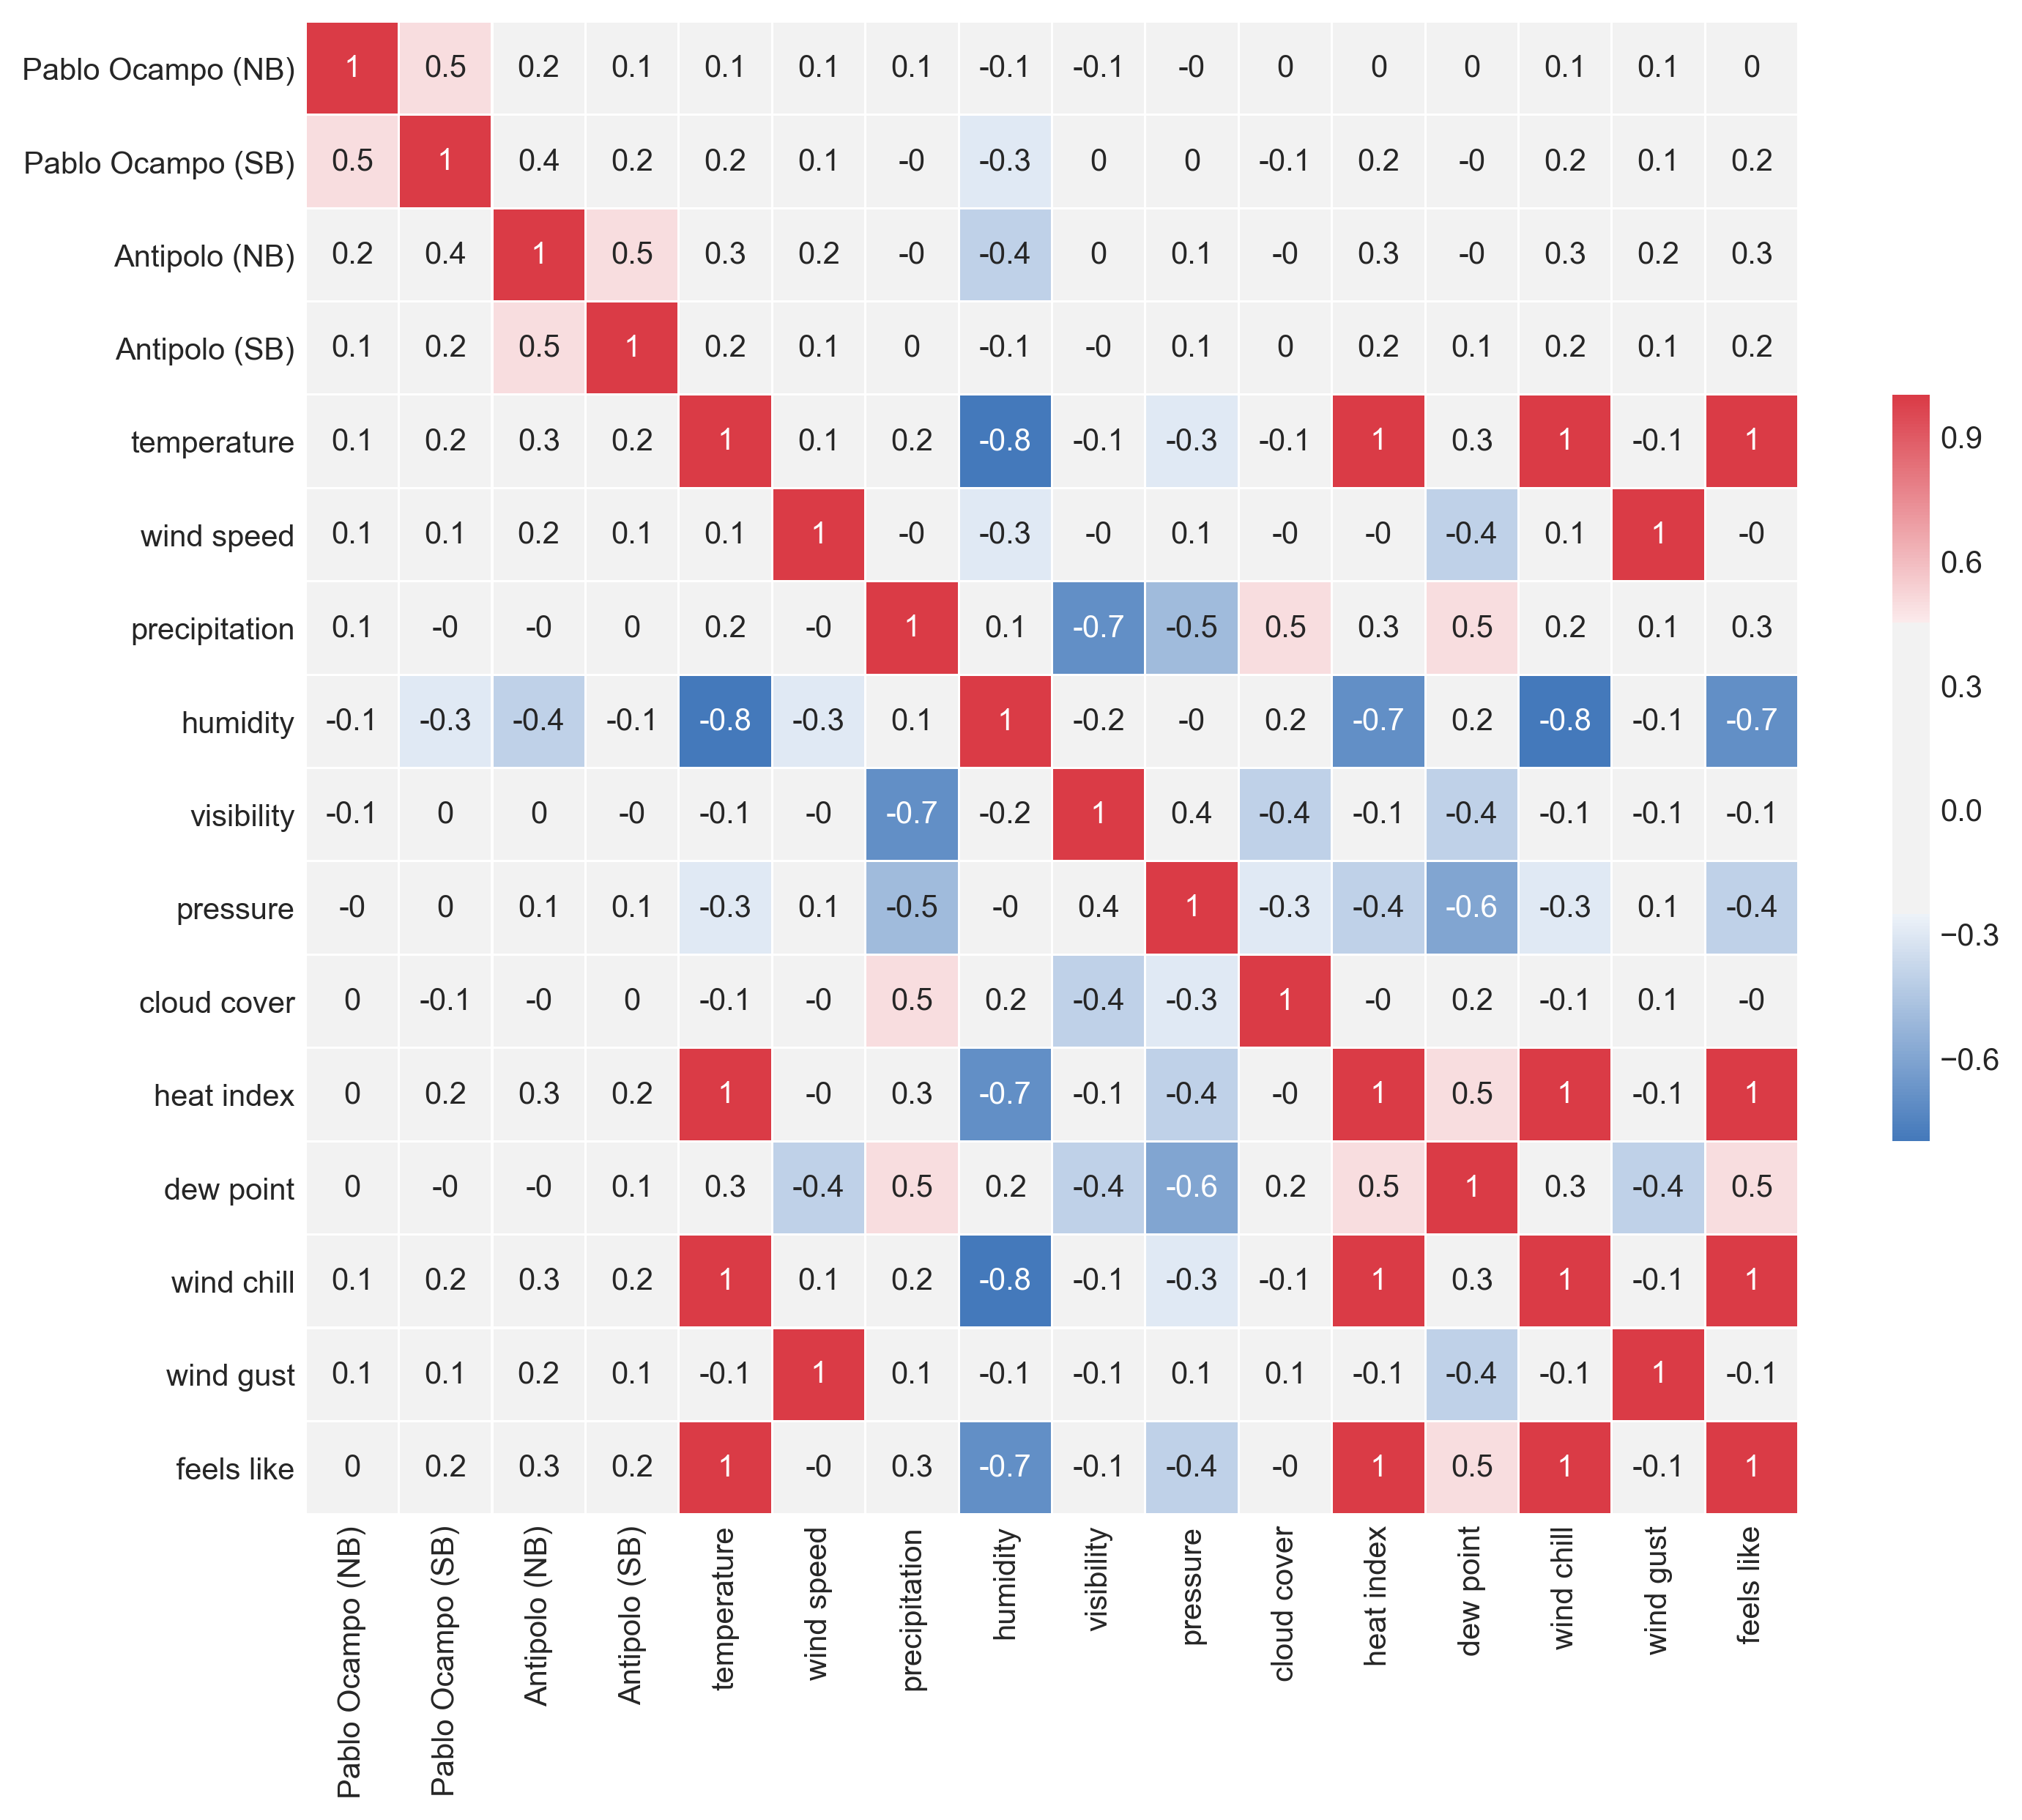 Pablo Ocampo (NB) 1 0.5 0.2 0.1 0.1 0.1 0.1 -0.1 -0.1 -0 0 0 0 0.1 0.1 0
Pablo Ocampo (SB) 0.5 1 0.4 0.2 0.2 0.1 -0 -0.3 0 0 -0.1 0.2 -0 0.2 0.1 0.2
Antipolo (NB) 0.2 0.4 1 0.5 0.3 0.2 -0 -0.4 0 0.1 -0 0.3 -0 0.3 0.2 0.3
Antipolo (SB) 0.1 0.2 0.5 1 0.2 0.1 0 -0.1 -0 0.1 0 0.2 0.1 0.2 0.1 0.2
temperature 0.1 0.2 0.3 0.2 1 0.1 0.2 -0.8 -0.1 -0.3 -0.1 1 0.3 1 -0.1 1
wind speed 0.1 0.1 0.2 0.1 0.1 1 -0 -0.3 -0 0.1 -0 -0 -0.4 0.1 1 -0
precipitation 0.1 -0 -0 0 0.2 -0 1 0.1 -0.7 -0.5 0.5 0.3 0.5 0.2 0.1 0.3
humidity -0.1 -0.3 -0.4 -0.1 -0.8 -0.3 0.1 1 -0.2 -0 0.2 -0.7 0.2 -0.8 -0.1 -0.7
visibility -0.1 0 0 -0 -0.1 -0 -0.7 -0.2 1 0.4 -0.4 -0.1 -0.4 -0.1 -0.1 -0.1
pressure -0 0 0.1 0.1 -0.3 0.1 -0.5 -0 0.4 1 -0.3 -0.4 -0.6 -0.3 0.1 -0.4
cloud cover 0 -0.1 -0 0 -0.1 -0 0.5 0.2 -0.4 -0.3 1 -0 0.2 -0.1 0.1 -0
heat index 0 0.2 0.3 0.2 1 -0 0.3 -0.7 -0.1 -0.4 -0 1 0.5 1 -0.1 1
dew point 0 -0 -0 0.1 0.3 -0.4 0.5 0.2 -0.4 -0.6 0.2 0.5 1 0.3 -0.4 0.5
wind chill 0.1 0.2 0.3 0.2 1 0.1 0.2 -0.8 -0.1 -0.3 -0.1 1 0.3 1 -0.1 1
wind gust 0.1 0.1 0.2 0.1 -0.1 1 0.1 -0.1 -0.1 0.1 0.1 -0.1 -0.4 -0.1 1 -0.1
feels like 0 0.2 0.3 0.2 1 -0 0.3 -0.7 -0.1 -0.4 -0 1 0.5 1 -0.1 1
Pablo Ocampo (NB)
Pablo Ocampo (SB)
Antipolo (NB)
Antipolo (SB)
temperature
wind speed
precipitation
humidity
visibility
pressure
cloud cover
heat index
dew point
wind chill
wind gust
feels like
0.9
0.6
0.3
0.0
−0.3
−0.6